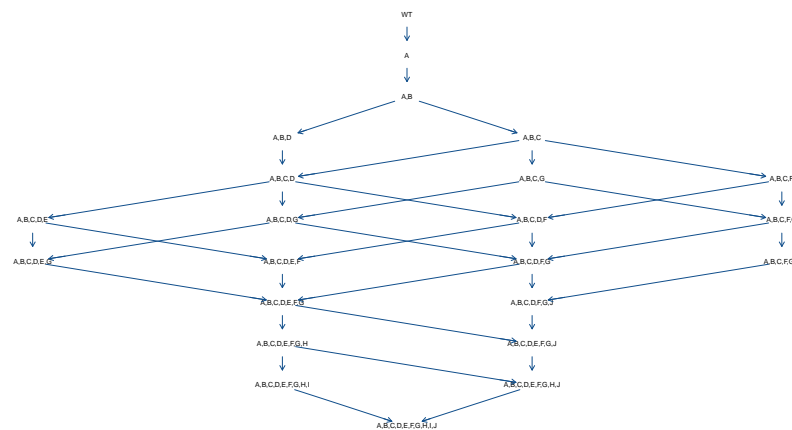 WT
A
A,B
A,B,D
A,B,C
A,B,C,D
A,B,C,G
A,B,C,F
A,B,C,D,E
A,B,C,D,G
A,B,C,D,F
A,B,C,F,
A,B,C,D,E,G
A,B,C,D,E,F
A,B,C,D,F,G
A,B,C,F,G
A,B,C,D,E,F,G
A,B,C,D,F,G,J
A,B,C,D,E,F,G,H
A,B,C,D,E,F,G,J
A,B,C,D,E,F,G,H,I
A,B,C,D,E,F,G,H,J
A,B,C,D,E,F,G,H,I,J